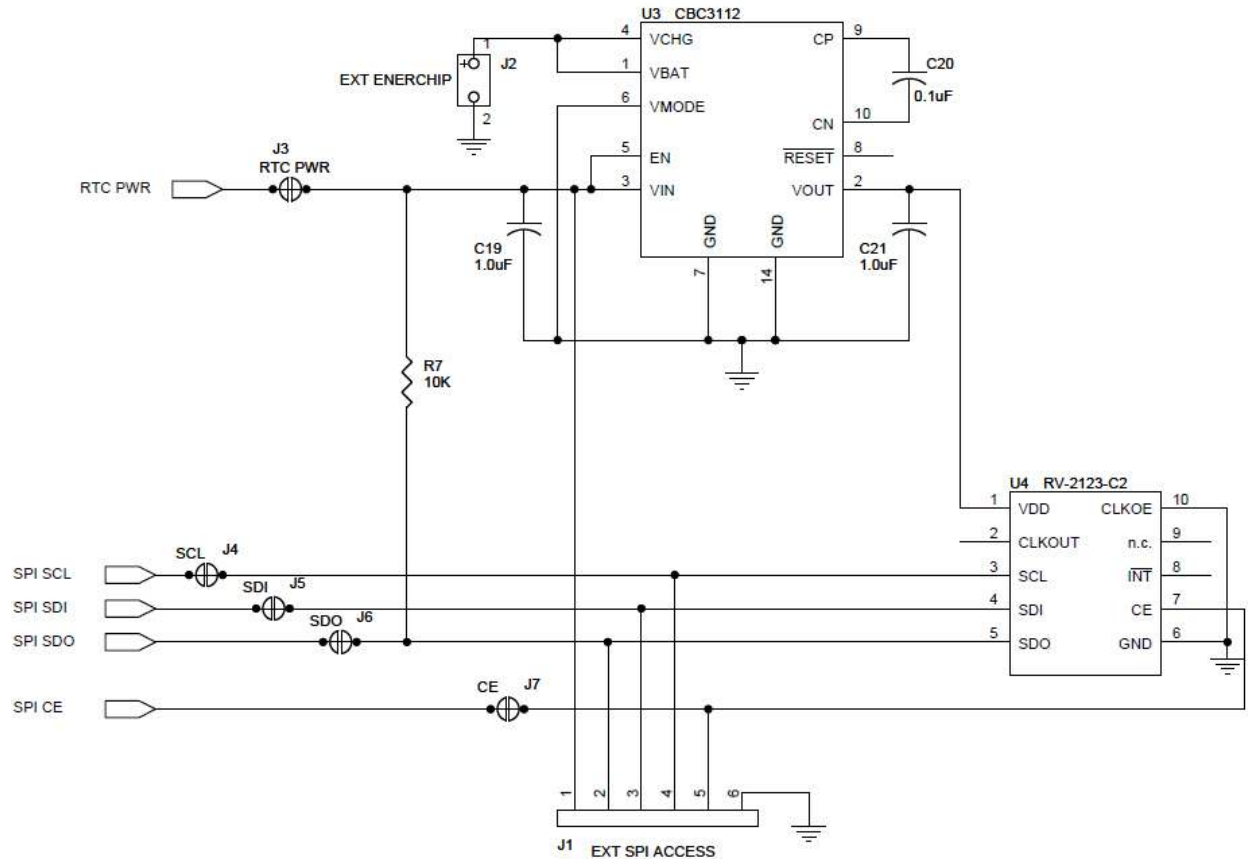 U3 CBC3112
4 VCHG CP 9
1 VBAT
6 VMODE
CN 10
5 EN RESET 8
3 VIN VOUT 2
GND GND
7 14
EXT ENERCHIP
+
1
J2
2
C20
0.1uF
J3
RTC PWR
RTC PWR
C19
1.0uF
C21
1.0uF
R7
10K
U4 RV-2123-C2
1 VDD CLKOE 10
2 CLKOUT n.c. 9
3 SCL INT 8
4 SDI CE 7
5 SDO GND 6
SPI SCL SCL J4
SPI SDI SDI J5
SPI SDO SDO J6
SPI CE CE J7
1 2 3 4 5 6
J1 EXT SPI ACCESS